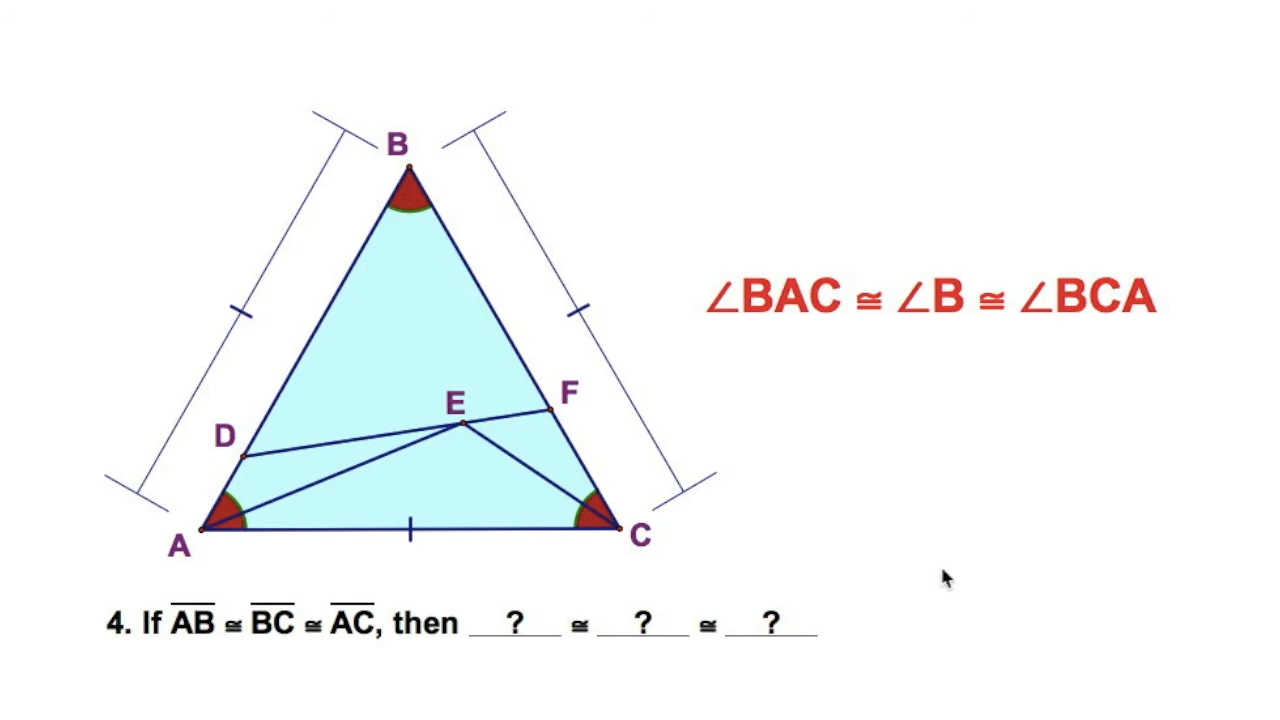 B
∠BAC ≅ ∠B ≅ ∠BCA
F
E
D
A
C
4. If AB ≅ BC ≅ AC, then ? ≅ ? ≅ ?